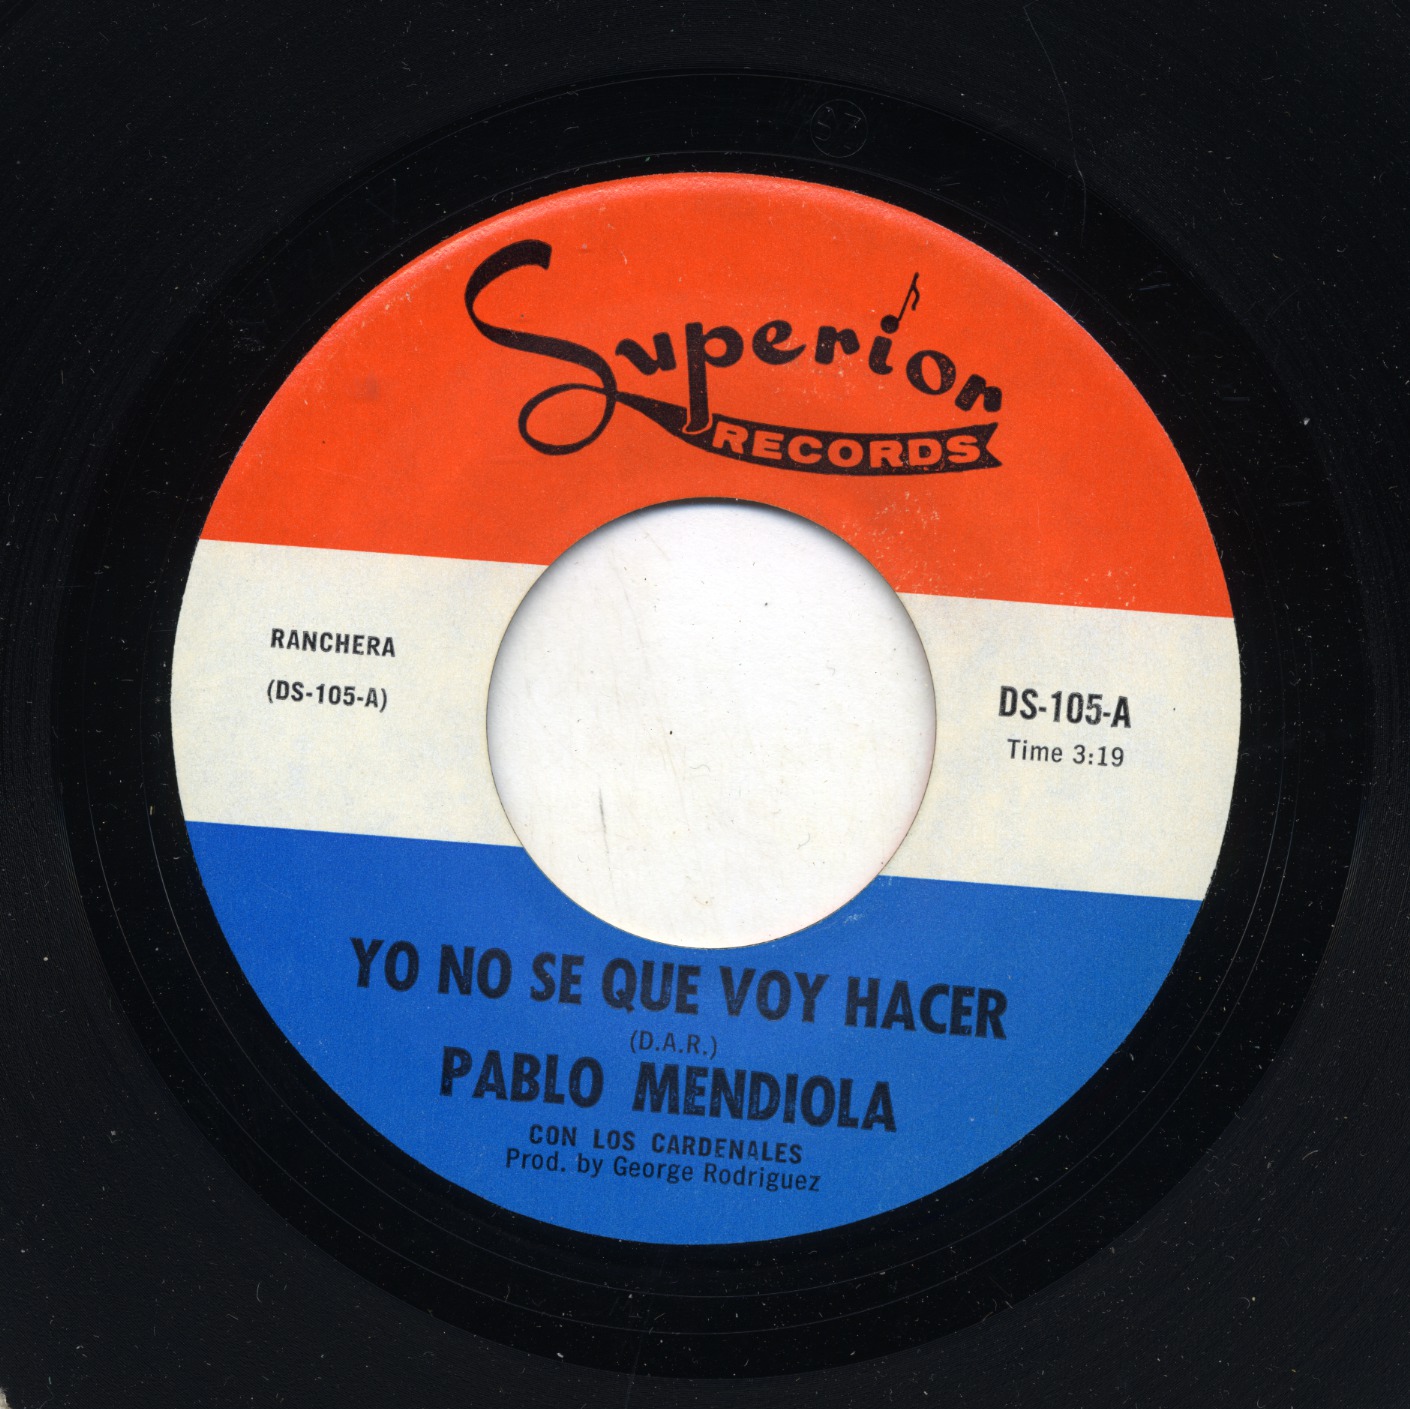 Superior
RECORDS
RANCHERA
(DS-105-A)
DS-105-A
Time 3:19
YO NO SE QUE VOY HACER
(D.A.R.)
PABLO MENDIOLA
CON LOS CARDENALES
Prod. by George Rodriguez